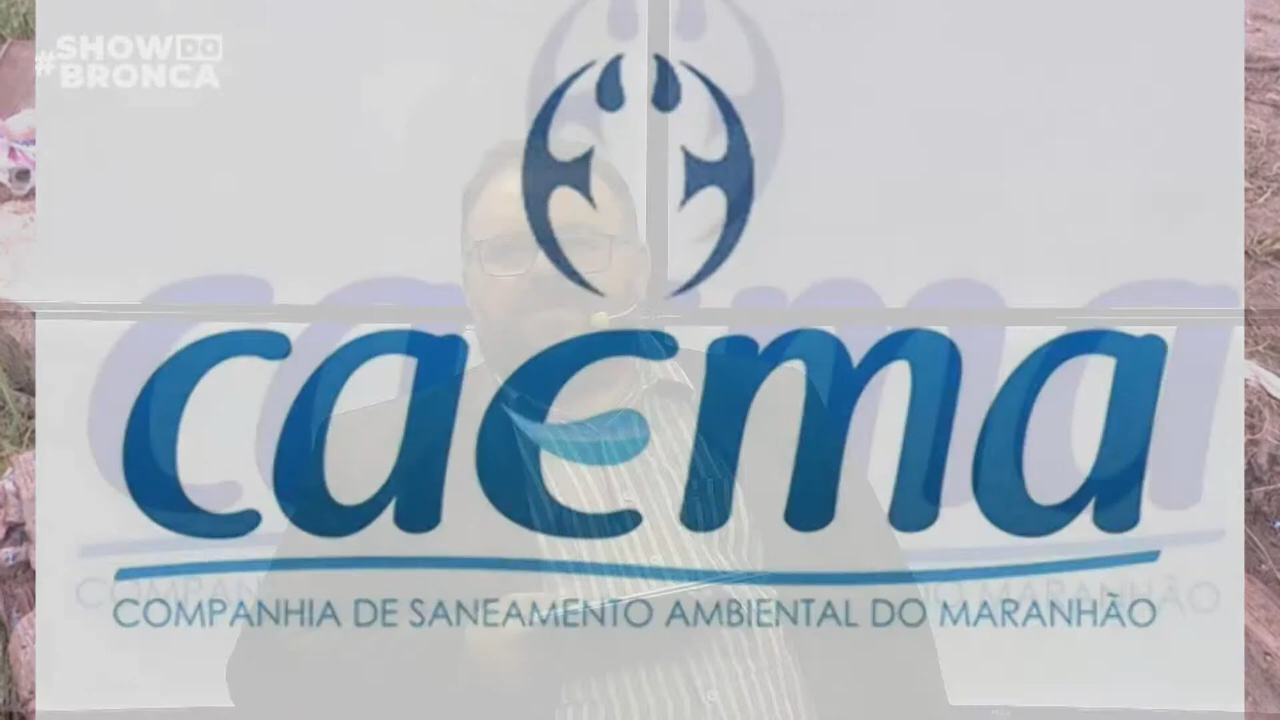 #SHOW DO
BRONCA
caema
COMPANHIA DE SANEAMENTO AMBIENTAL DO MARANHÃO